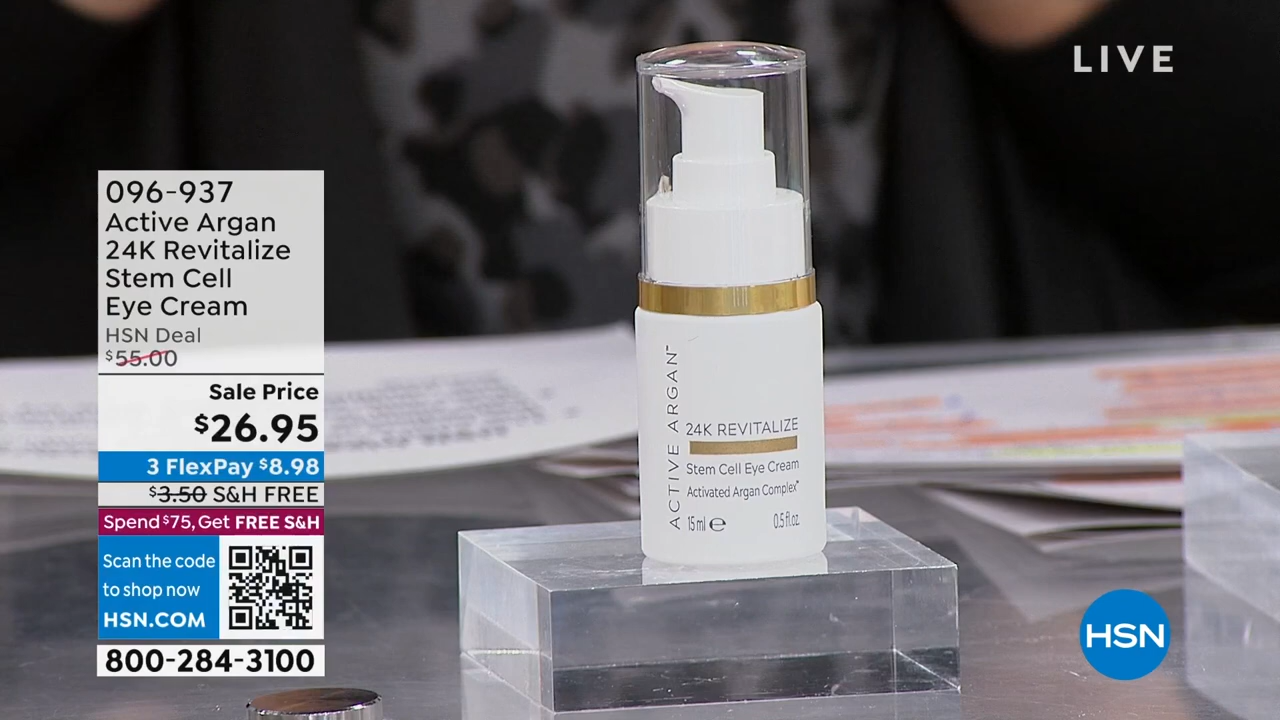 LIVE
096-937
Active Argan
24K Revitalize
Stem Cell
Eye Cream
HSN Deal
$55.00
Sale Price
$26.95
3 FlexPay $8.98
$3.50 S&H FREE
Spend $75, Get FREE S&H
Scan the code
to shop now
HSN.COM
800-284-3100
ACTIVE ARGAN™
24K REVITALIZE
Stem Cell Eye Cream
Activated Argan Complex™
15 ml ℮ 0.5 fl.oz.
HSN